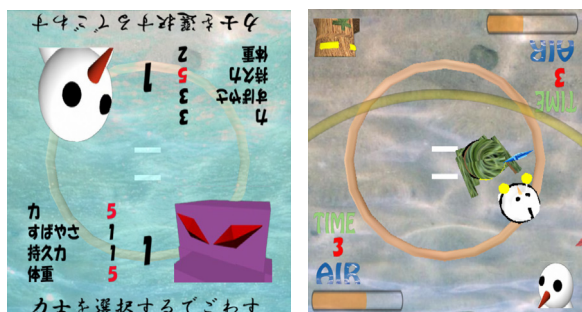 力士を選択するでごわす
体重 2
持久力 5
すばやさ 3
力 3
1
力 5
すばやさ 1
持久力 1
体重 5
1
力士を選択するでごわす
AIR
3
TIME
TIME
3
AIR